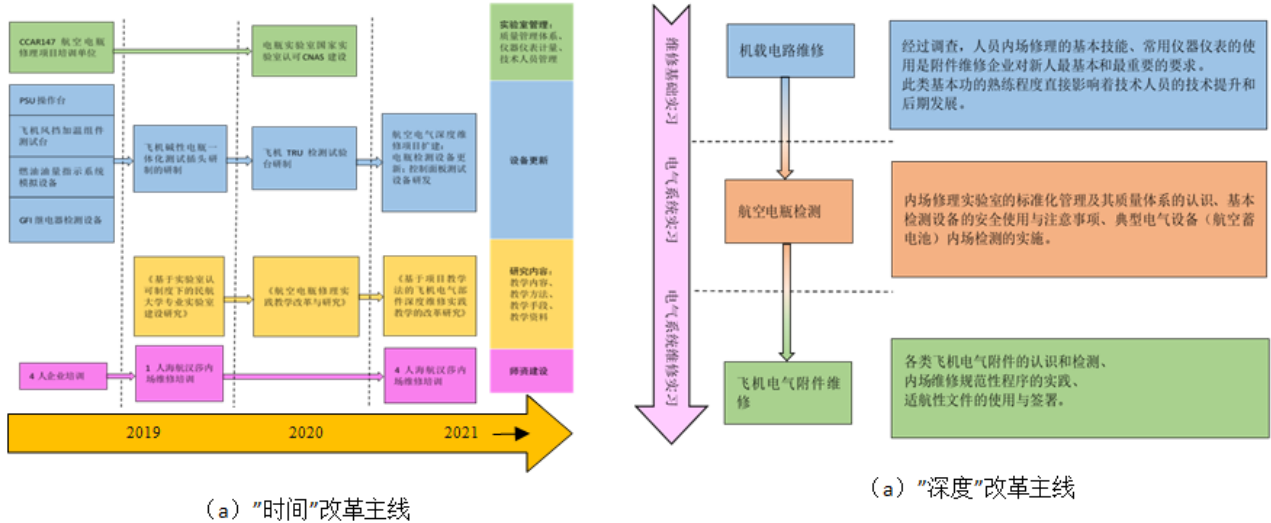 CCAR147 航空电瓶
修理项目培训单位
电瓶实验室国家实
验室认可 CNAS 建设
实验室管理:
质量管理体系、
仪器仪表计量、
技术人员管理
PSU 操作台
飞机风挡加温组件
测试台
燃油油量指示系统
模拟设备
GFI 继电器检测设备
飞机碱性电瓶一
体化测试插头研
制的研制
飞机 TRU 检测试验
台研制
航空电气深度维
修项目扩建:
电瓶检测设备更
新:控制面板测试
设备研发
设备更新
《基于实验室认
可制度下的民航
大学专业实验室
建设研究》
《航空电瓶修理实
践教学改革与研究》
《基于项目教学
法的飞机电气部
件深度维修实践
教学的改革研究》
研究内容:
教学内容、
教学方法、
教学手段、
教学资料
4 人企业培训
1 人海航汉莎内
场维修培训
4 人海航汉莎内
场维修培训
师资建设
2019
2020
2021
（a）”时间”改革主线
维修基础实习
电气系统实习
电气系统维修实习
机载电路维修
经过调查，人员内场修理的基本技能、常用仪器仪表的使
用是附件维修企业对新人最基本和最重要的要求。
此类基本功的熟练程度直接影响着技术人员的技术提升和
后期发展。
航空电瓶检测
内场修理实验室的标准化管理及其质量体系的认识、基本
检测设备的安全使用与注意事项、典型电气设备（航空蓄
电池）内场检测的实施。
飞机电气附件维
修
各类飞机电气附件的认识和检测、
内场维修规范性程序的实践、
适航性文件的使用与签署。
（a）”深度”改革主线